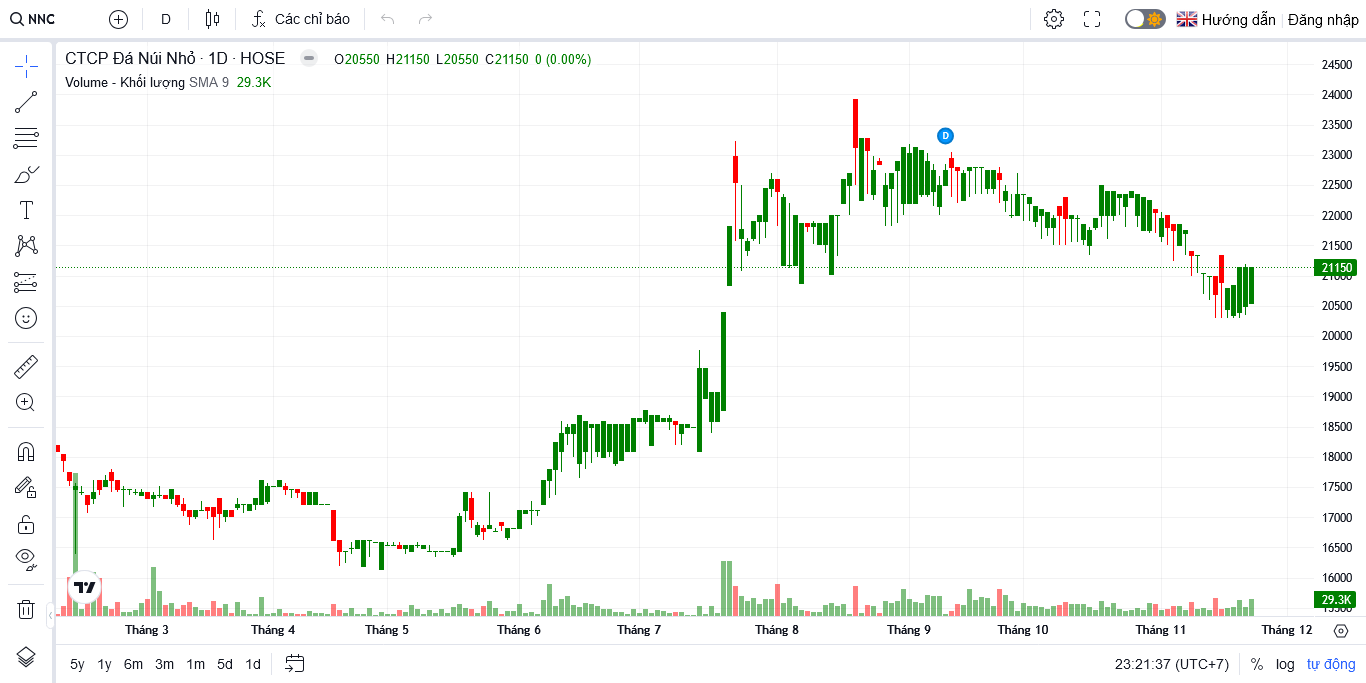 NNC D Các chỉ báo Hướng dẫn Đăng nhập
CTCP Đá Núi Nhỏ · 1D · HOSE O20550 H21150 L20550 C21150 0 (0.00%)
Volume - Khối lượng SMA 9 29.3K
D
24500
24000
23500
23000
22500
22000
21500
21150
21000
20500
20000
19500
19000
18500
18000
17500
17000
16500
16000
29.3K
15500
Tháng 3 Tháng 4 Tháng 5 Tháng 6 Tháng 7 Tháng 8 Tháng 9 Tháng 10 Tháng 11 Tháng 12
5y 1y 6m 3m 1m 5d 1d 23:21:37 (UTC+7) % log tự động